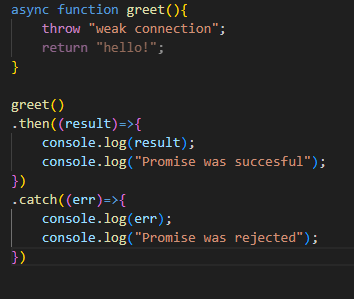 async function greet(){
    throw "weak connection";
    return "hello!";
}

greet()
.then((result)=>{
    console.log(result);
    console.log("Promise was succesful");
})
.catch((err)=>{
    console.log(err);
    console.log("Promise was rejected");
})